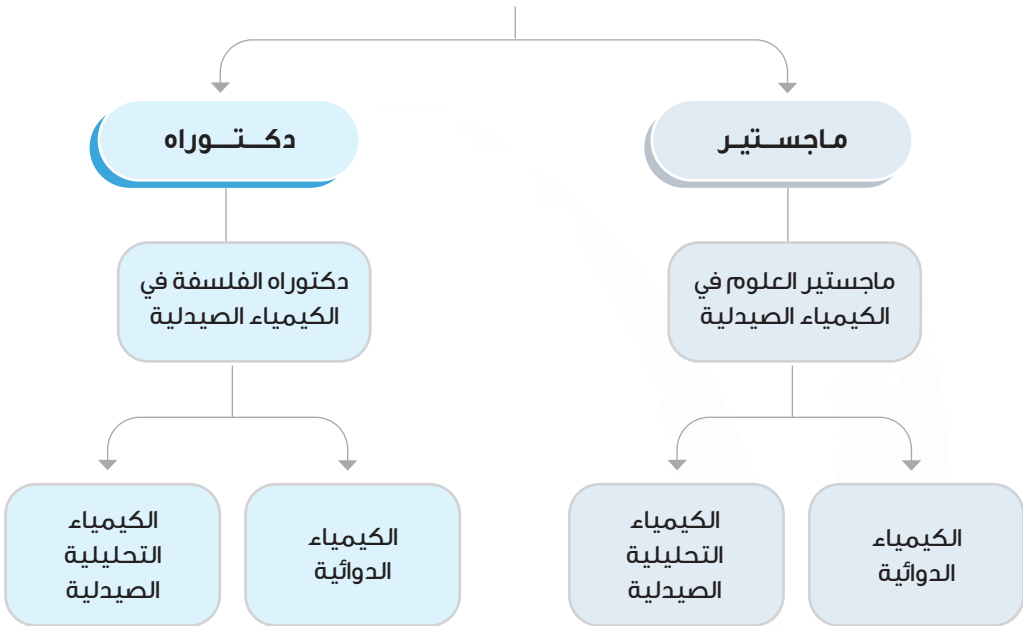 ماجستير
دكتوراه
ماجستير العلوم في
الكيمياء الصيدلية
دكتوراه الفلسفة في
الكيمياء الصيدلية
الكيمياء
الدوائية
الكيمياء
التحليلية
الصيدلية
الكيمياء
الدوائية
الكيمياء
التحليلية
الصيدلية